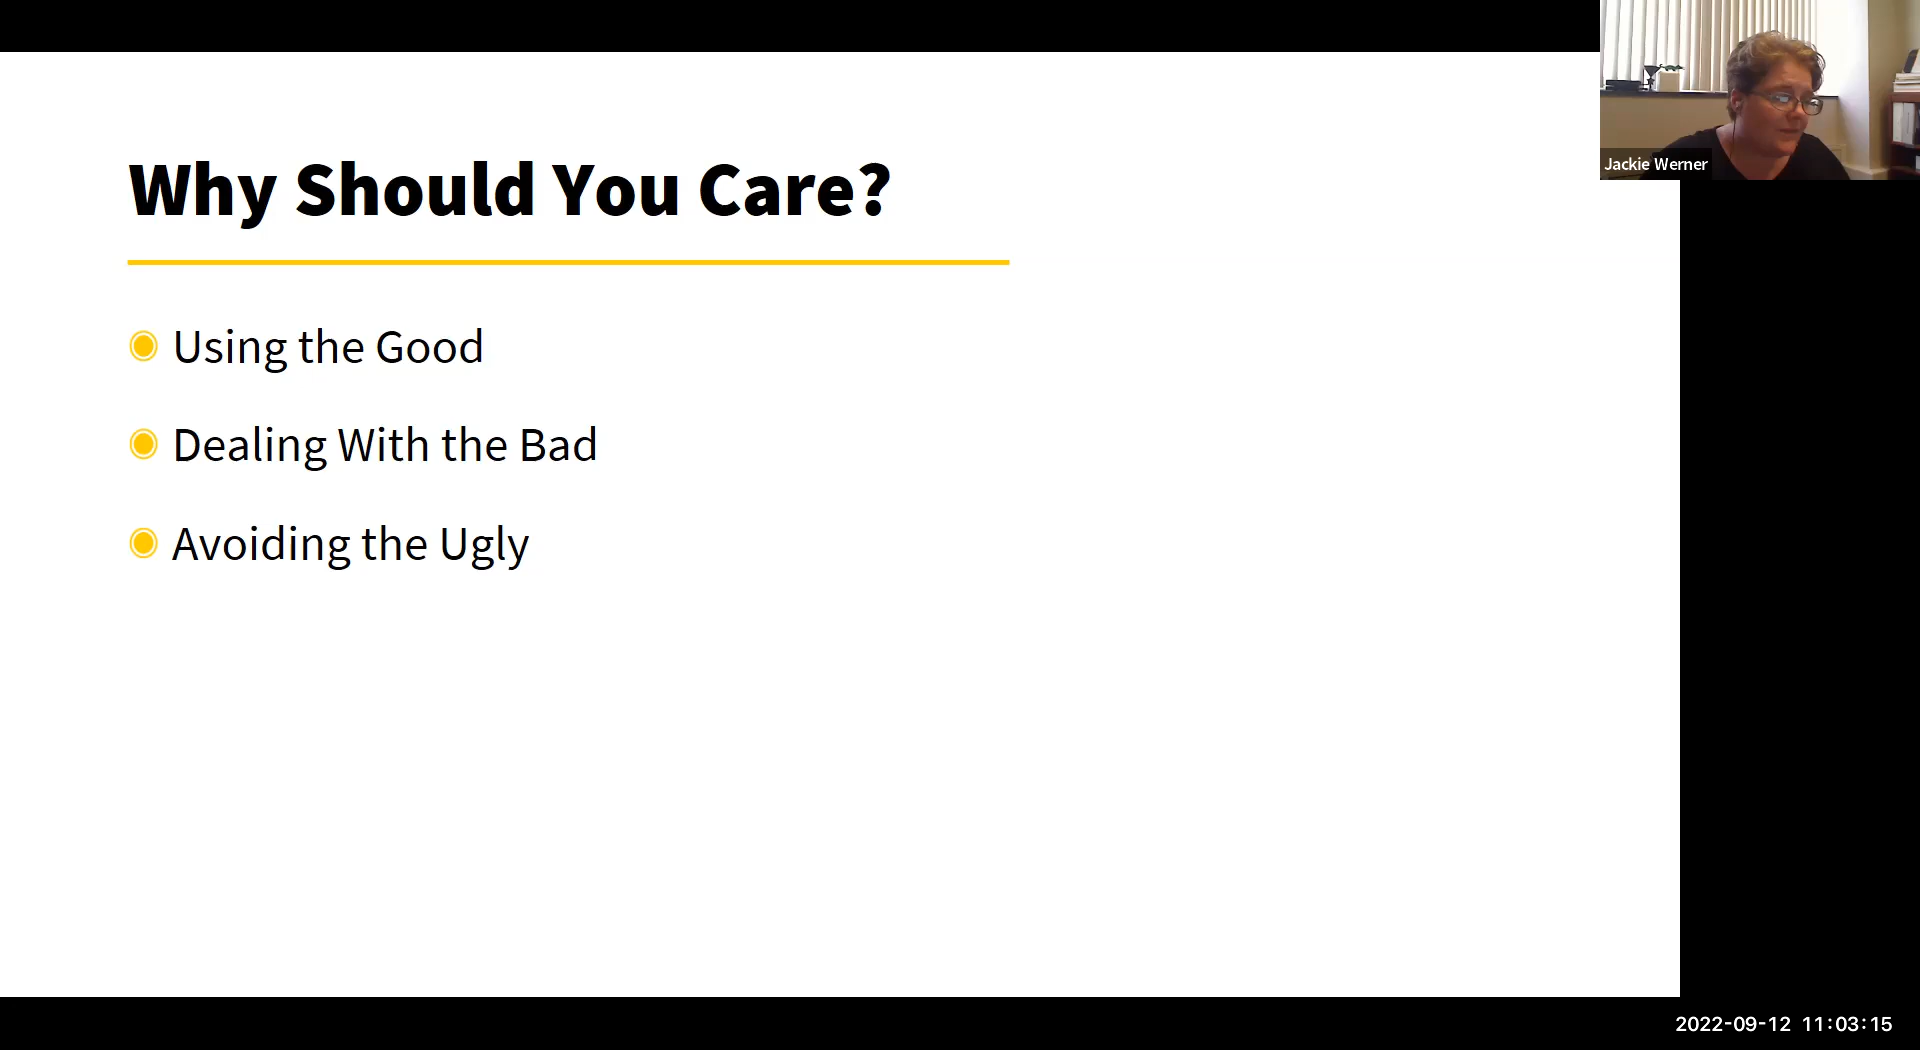 Why Should You Care?
Using the Good
Dealing With the Bad
Avoiding the Ugly
Jackie Werner
2022-09-12 11:03:15